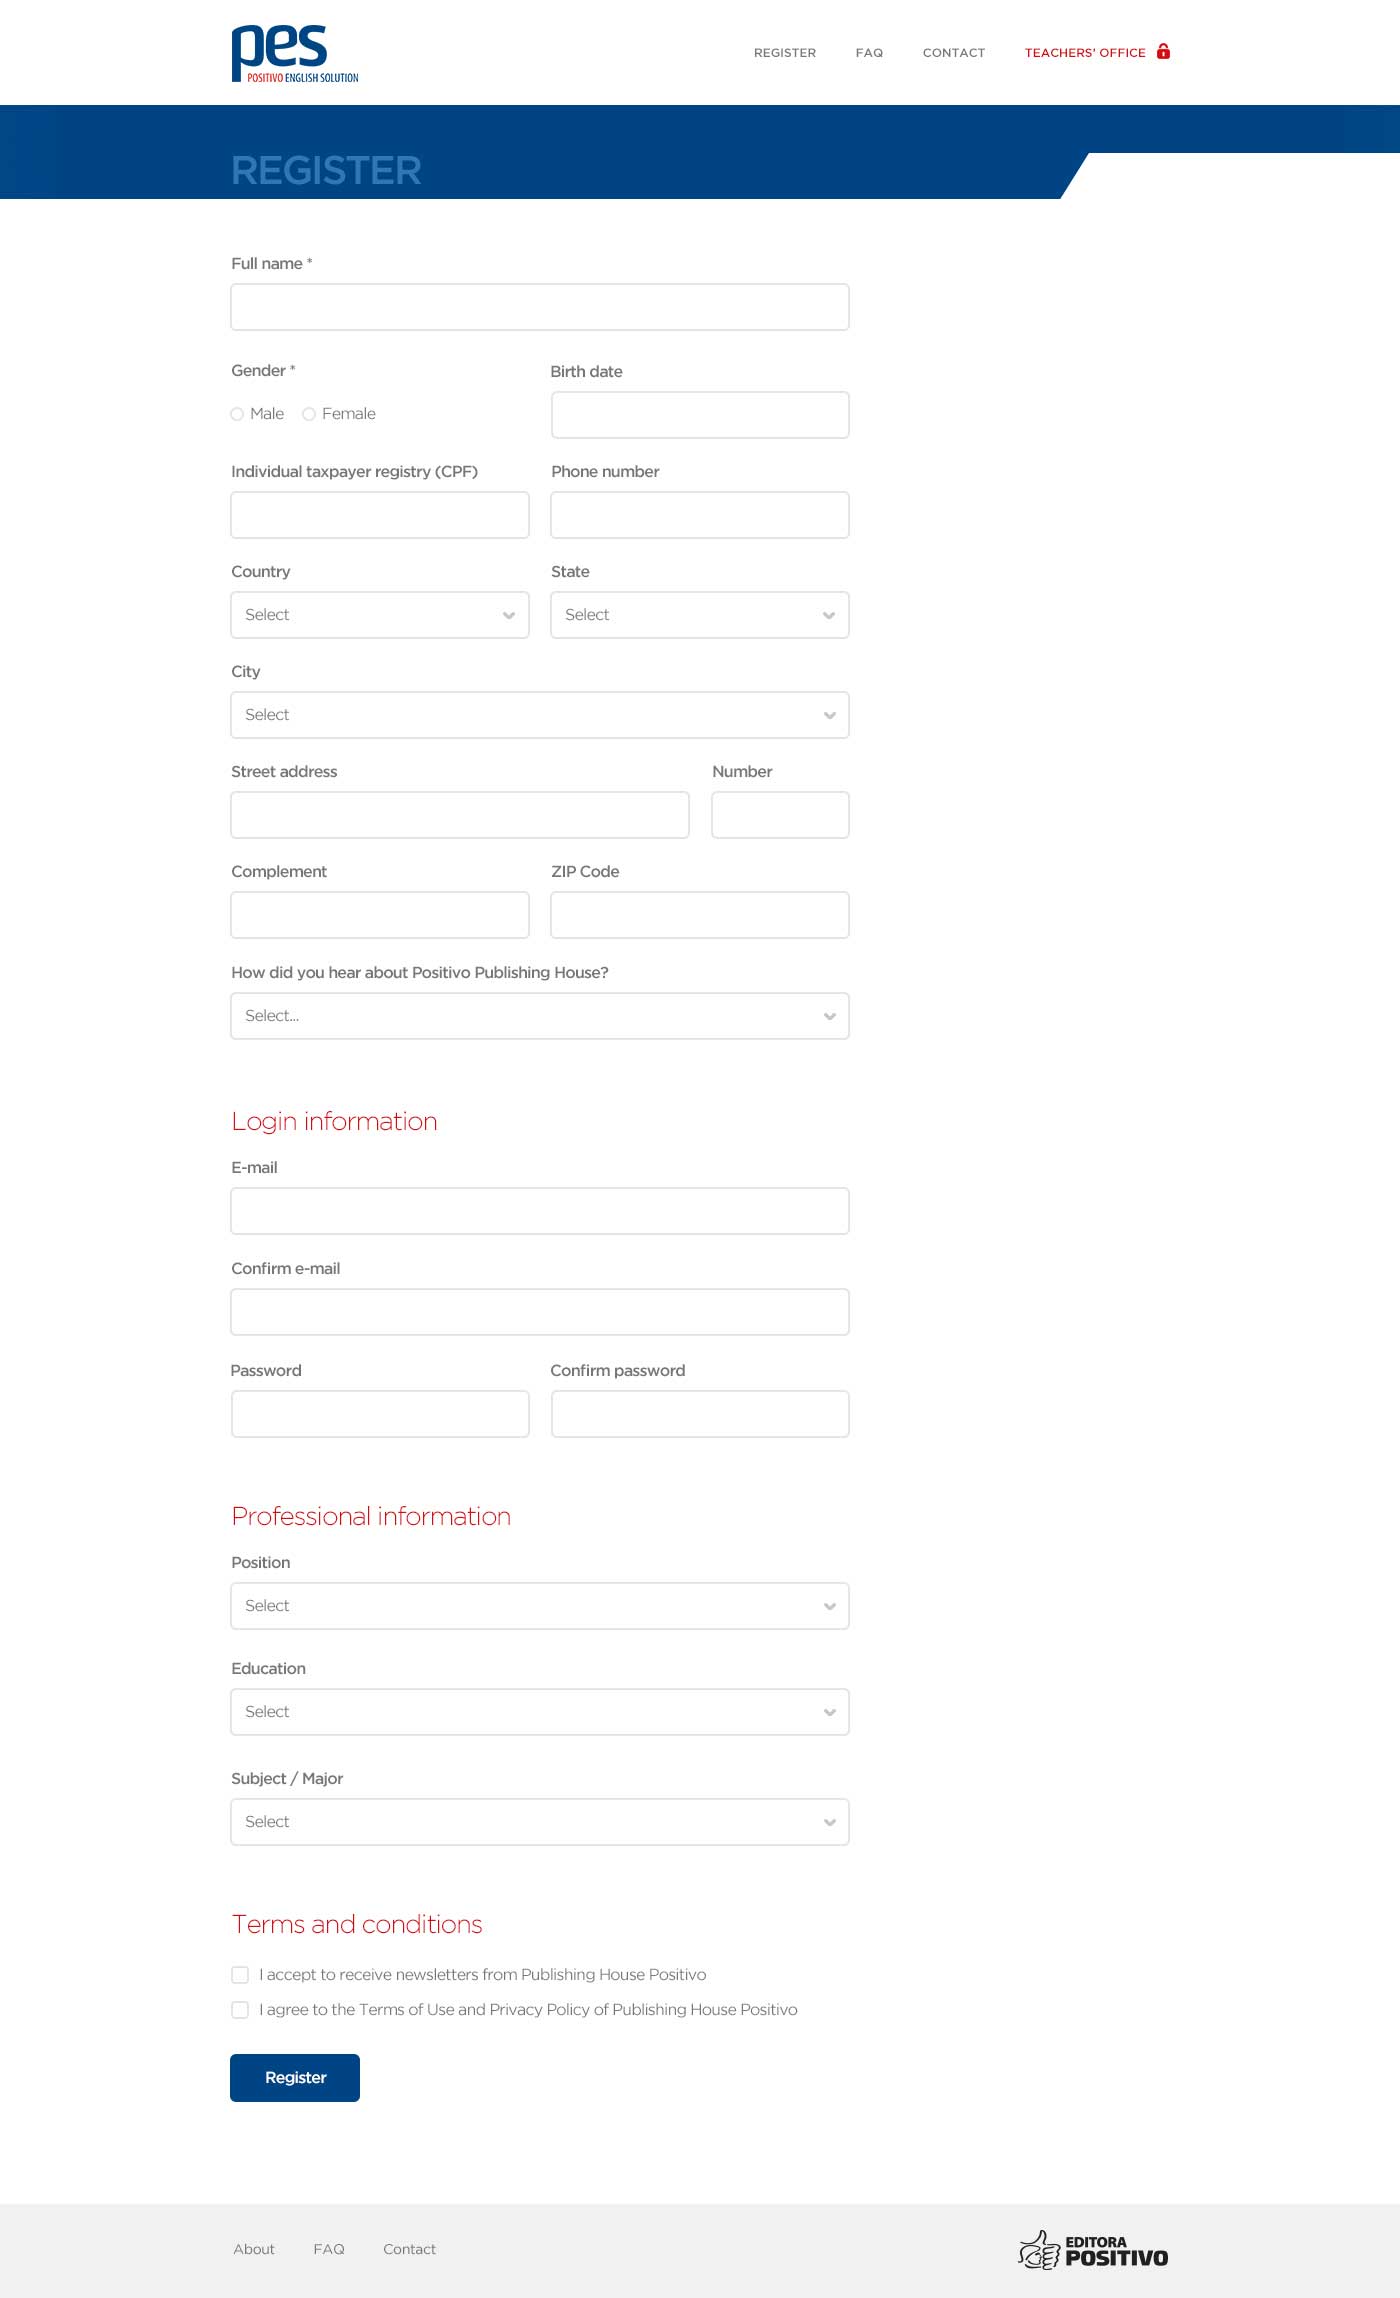 pes
POSITIVO ENGLISH SOLUTION
REGISTER FAQ CONTACT TEACHERS' OFFICE
REGISTER
Full name *
Gender * Birth date
Male Female
Individual taxpayer registry (CPF) Phone number
Country State
Select Select
City
Select
Street address Number
Complement ZIP Code
How did you hear about Positivo Publishing House?
Select...
Login information
E-mail
Confirm e-mail
Password Confirm password
Professional information
Position
Select
Education
Select
Subject / Major
Select
Terms and conditions
I accept to receive newsletters from Publishing House Positivo
I agree to the Terms of Use and Privacy Policy of Publishing House Positivo
Register
About FAQ Contact
EDITORA
POSITIVO